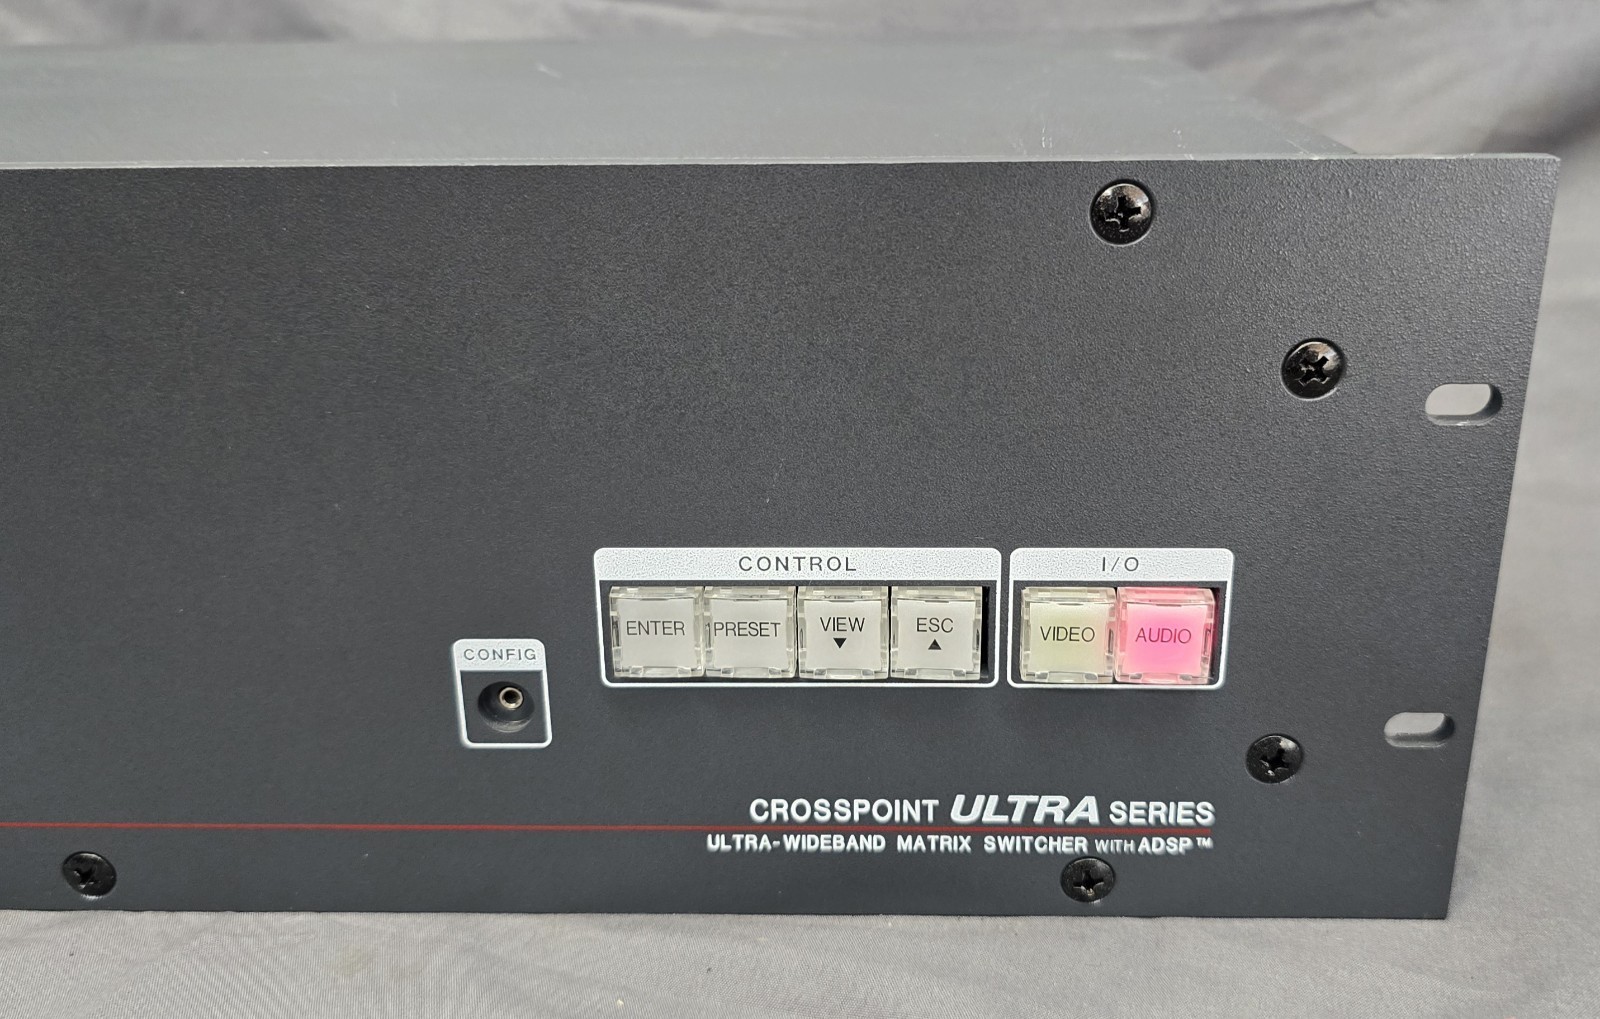 CONTROL
I/O
ENTER
PRESET
VIEW
▼
ESC
▲
VIDEO
AUDIO
CONFIG
CROSSPOINT ULTRA SERIES
ULTRA-WIDEBAND MATRIX SWITCHER WITH ADSP™